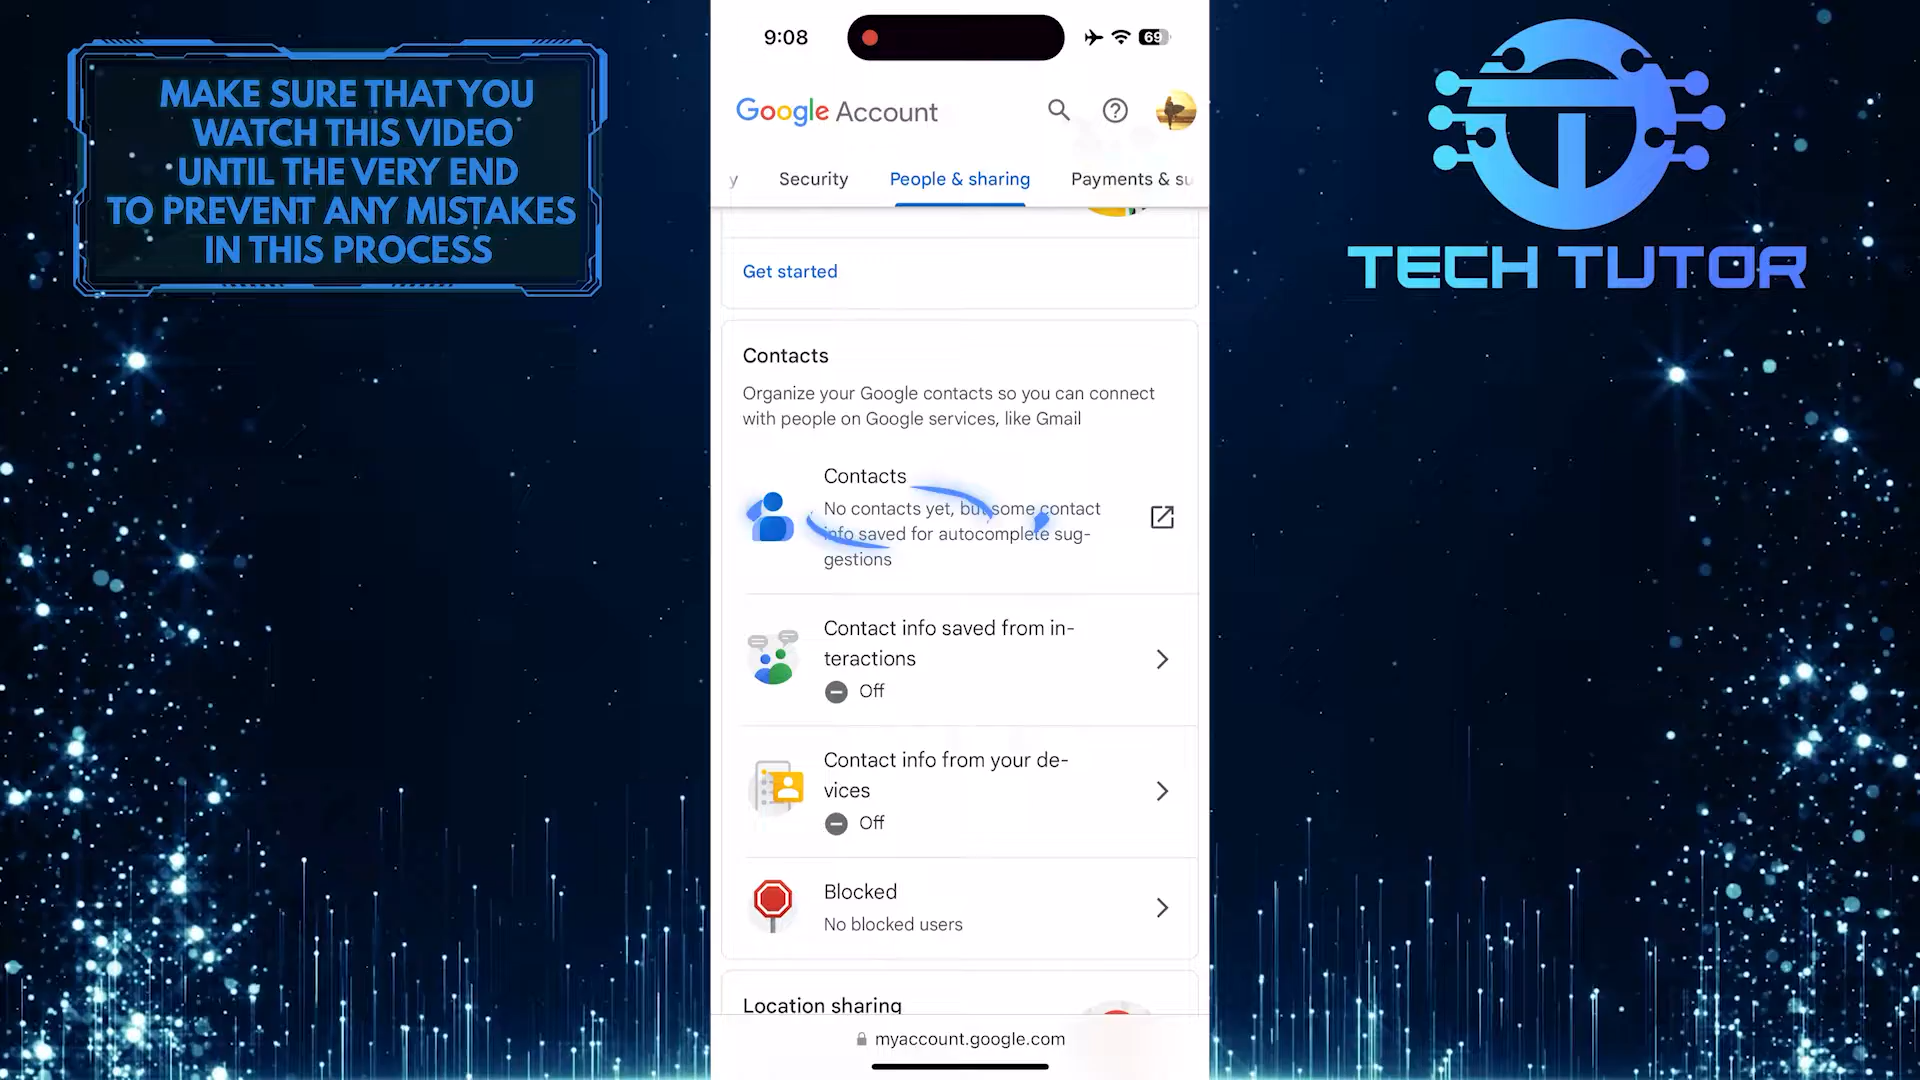 MAKE SURE THAT YOU
WATCH THIS VIDEO
UNTIL THE VERY END
TO PREVENT ANY MISTAKES
IN THIS PROCESS
9:08
69
Google Account
y
Security
People & sharing
Payments & su
Get started
Contacts
Organize your Google contacts so you can connect
with people on Google services, like Gmail
Contacts
No contacts yet, but some contact
info saved for autocomplete sug-
gestions
Contact info saved from in-
teractions
Off
Contact info from your de-
vices
Off
Blocked
No blocked users
Location sharing
myaccount.google.com
TECH TUTOR